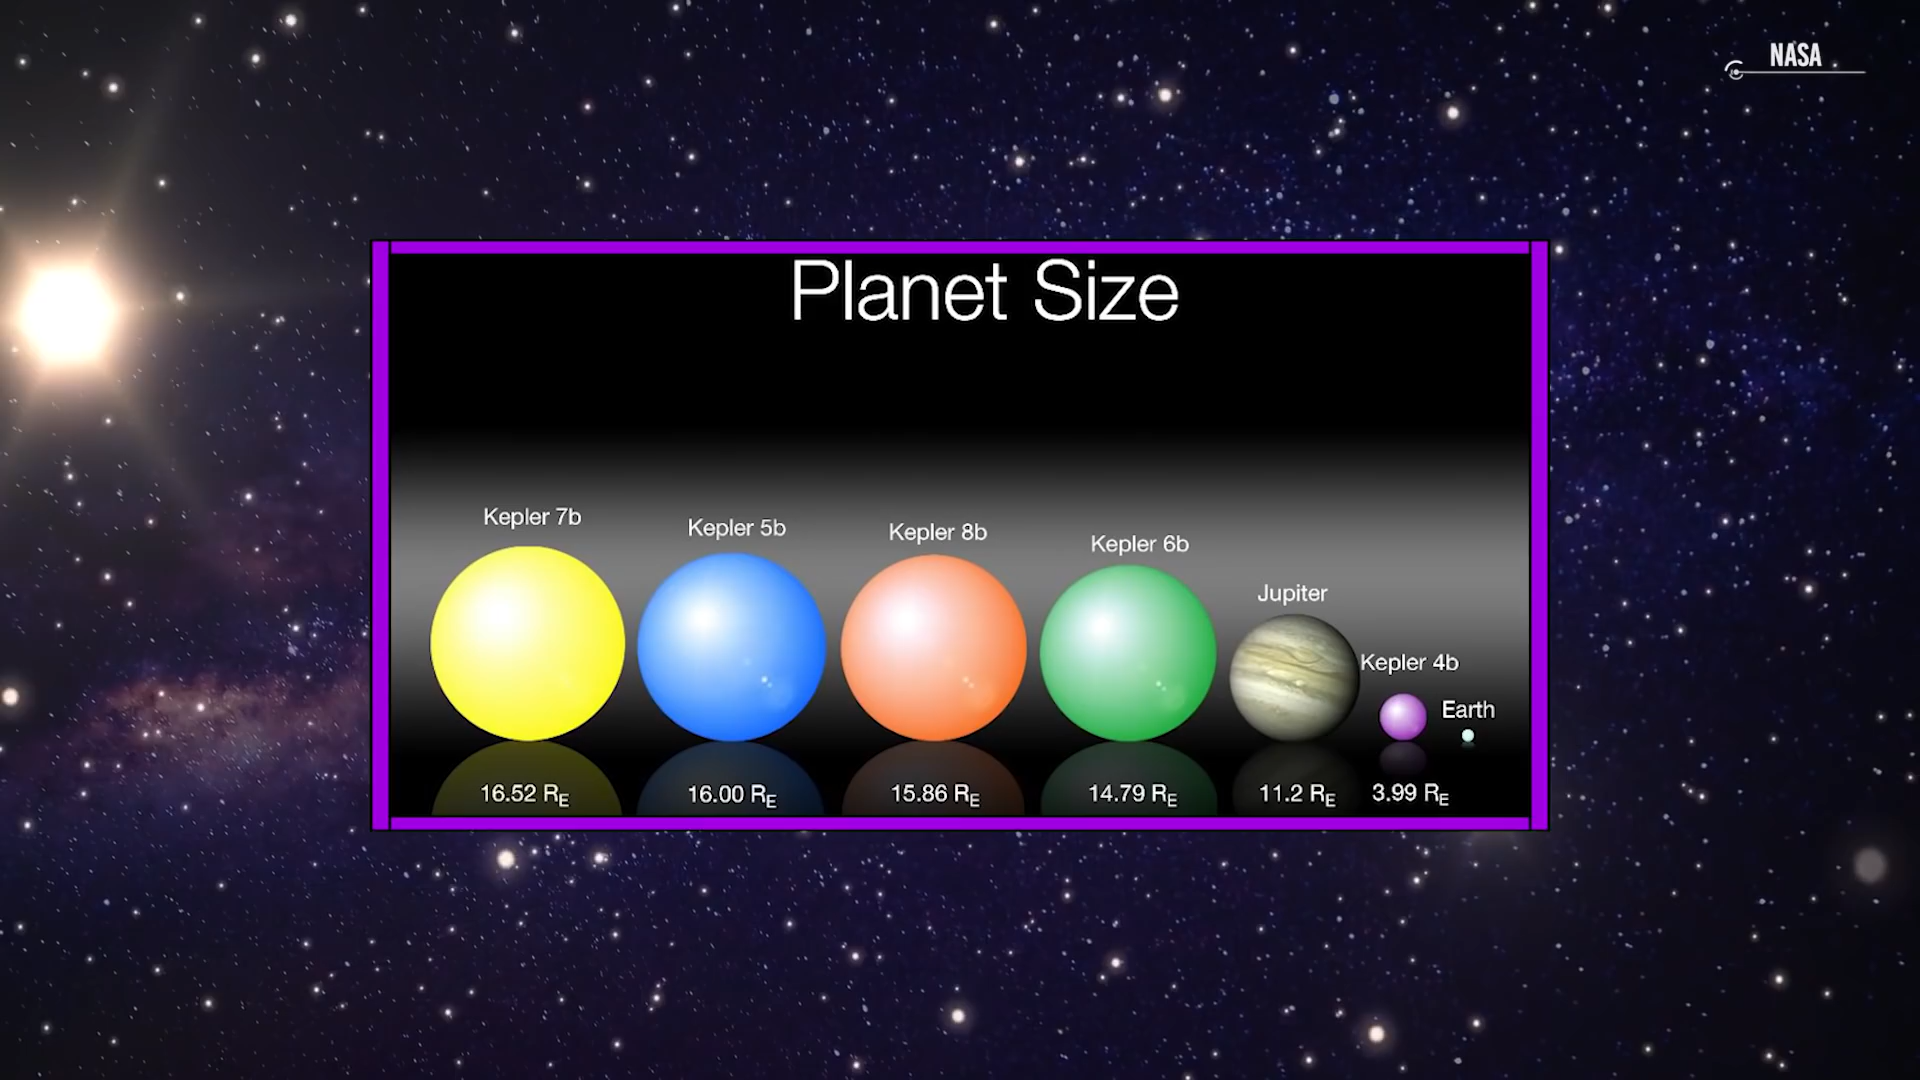 NASA
Planet Size
Kepler 7b
Kepler 5b
Kepler 8b
Kepler 6b
Jupiter
Kepler 4b
Earth
16.52 RE
16.00 RE
15.86 RE
14.79 RE
11.2 RE
3.99 RE